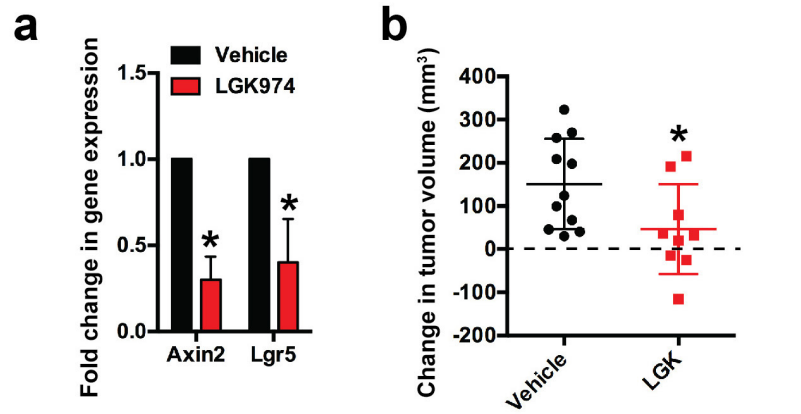 a
Fold change in gene expression
1.5
1.0
0.5
0.0
Vehicle
LGK974
*
*
Axin2
Lgr5
b
Change in tumor volume (mm³)
400
300
200
100
0
-100
-200
*
Vehicle
LGK